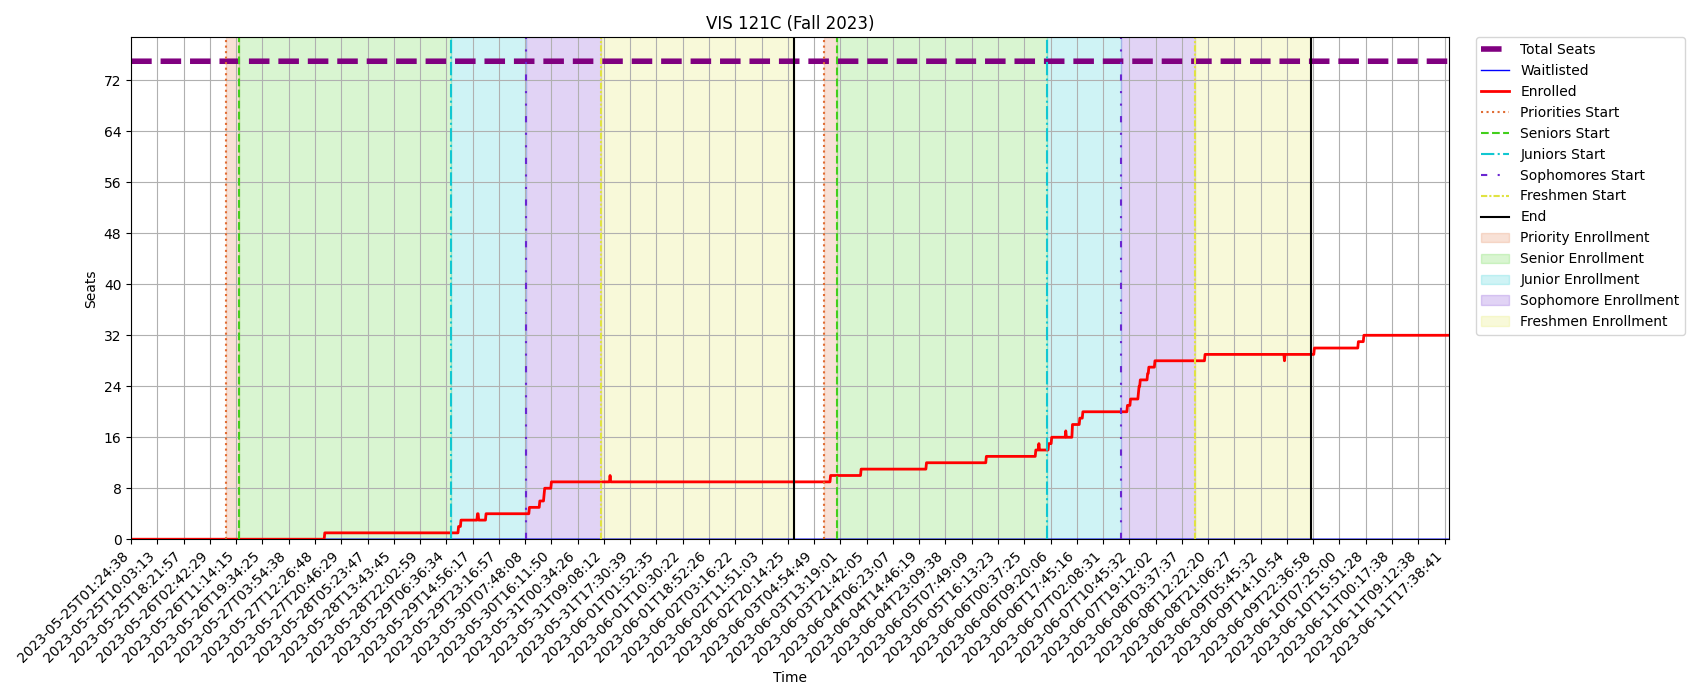 VIS 121C (Fall 2023)
Seats
72
64
56
48
40
32
24
16
8
0
2023-05-25T01:24:38
2023-05-25T10:03:13
2023-05-25T18:21:57
2023-05-26T02:42:29
2023-05-26T11:14:15
2023-05-26T19:34:25
2023-05-27T03:54:38
2023-05-27T12:26:48
2023-05-27T20:46:29
2023-05-28T05:23:47
2023-05-28T13:43:45
2023-05-28T22:02:59
2023-05-29T06:36:34
2023-05-29T14:56:17
2023-05-29T23:16:57
2023-05-30T07:48:08
2023-05-30T16:11:50
2023-05-31T00:34:26
2023-05-31T09:08:12
2023-05-31T17:30:39
2023-06-01T01:52:35
2023-06-01T10:30:22
2023-06-01T18:52:26
2023-06-02T03:16:22
2023-06-02T11:51:03
2023-06-02T20:14:25
2023-06-03T04:54:49
2023-06-03T13:19:01
2023-06-03T21:42:05
2023-06-04T06:23:07
2023-06-04T14:46:19
2023-06-04T23:09:38
2023-06-05T07:49:09
2023-06-05T16:13:23
2023-06-06T00:37:25
2023-06-06T09:20:06
2023-06-06T17:45:16
2023-06-07T02:08:31
2023-06-07T10:45:32
2023-06-07T19:12:02
2023-06-08T03:37:37
2023-06-08T12:22:20
2023-06-08T21:06:27
2023-06-09T05:45:32
2023-06-09T14:10:54
2023-06-09T22:36:58
2023-06-10T07:25:00
2023-06-10T15:51:28
2023-06-11T00:17:38
2023-06-11T09:12:38
2023-06-11T17:38:41
Time
Total Seats
Waitlisted
Enrolled
Priorities Start
Seniors Start
Juniors Start
Sophomores Start
Freshmen Start
End
Priority Enrollment
Senior Enrollment
Junior Enrollment
Sophomore Enrollment
Freshmen Enrollment